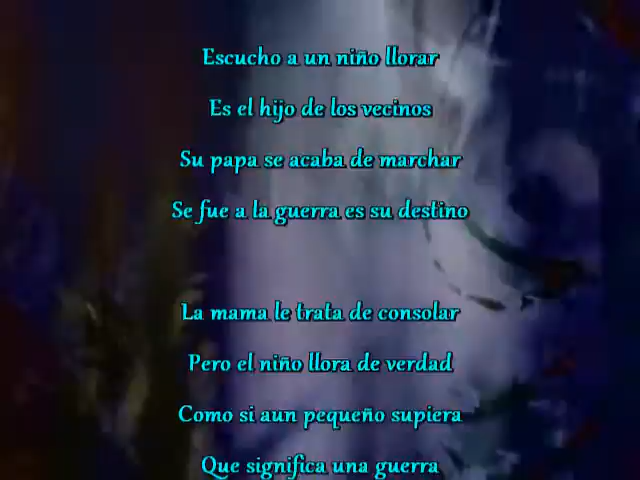 Escucho a un niño llorar
Es el hijo de los vecinos
Su papa se acaba de marchar
Se fue a la guerra es su destino
La mama le trata de consolar
Pero el niño llora de verdad
Como si aun pequeño supiera
Que significa una guerra